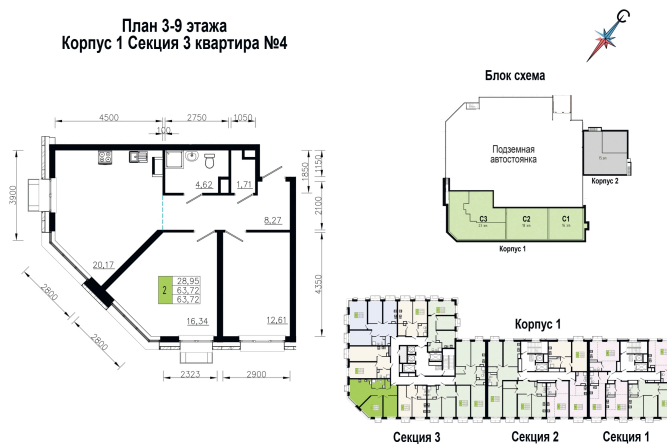 План 3-9 этажа
Корпус 1 Секция 3 квартира №4
С
Ю
Блок схема
4500
2750
1050
100
3900
4,62
1,71
1850
1150
2100
8,27
20,17
2
28,95
63,72
63,72
16,34
12,61
4350
2800
2800
2323
2900
Подземная
автостоянка
Корпус 2
С3
С2
С1
Корпус 1
Корпус 1
Секция 3
Секция 2
Секция 1